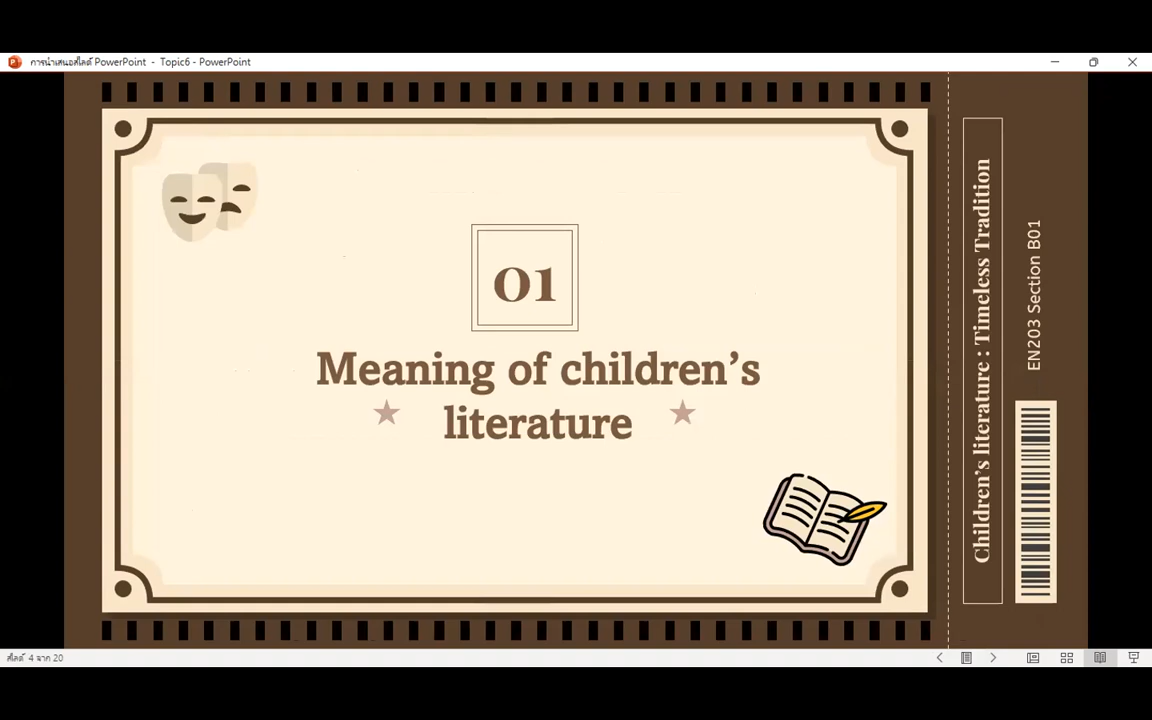 การนำเสนอสไลด์ PowerPoint - Topic6 - PowerPoint
01
Meaning of children’s
literature
Children’s literature : Timeless Tradition
EN203 Section B01
สไลด์ 4 จาก 20